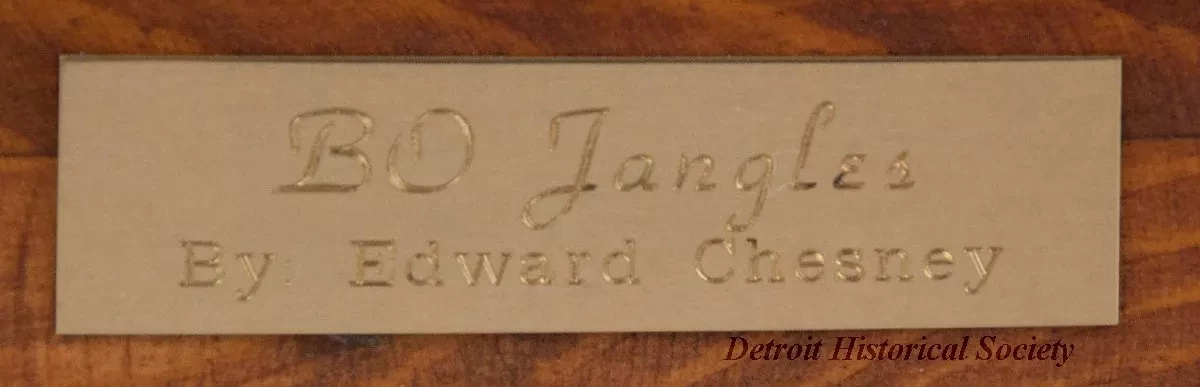 BO Jangles
By Edward Chesney
Detroit Historical Society